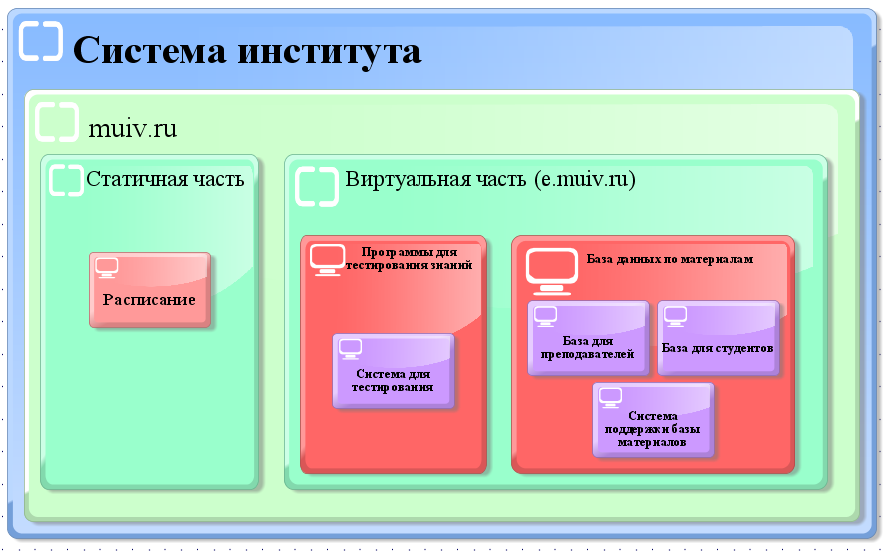 Система института
muiv.ru
Статичная часть
Виртуальная часть (e.muiv.ru)
Расписание
Программы для
тестирования знаний
Система для
тестирования
База данных по материалам
База для
преподавателей
База для студентов
Система
поддержки базы
материалов